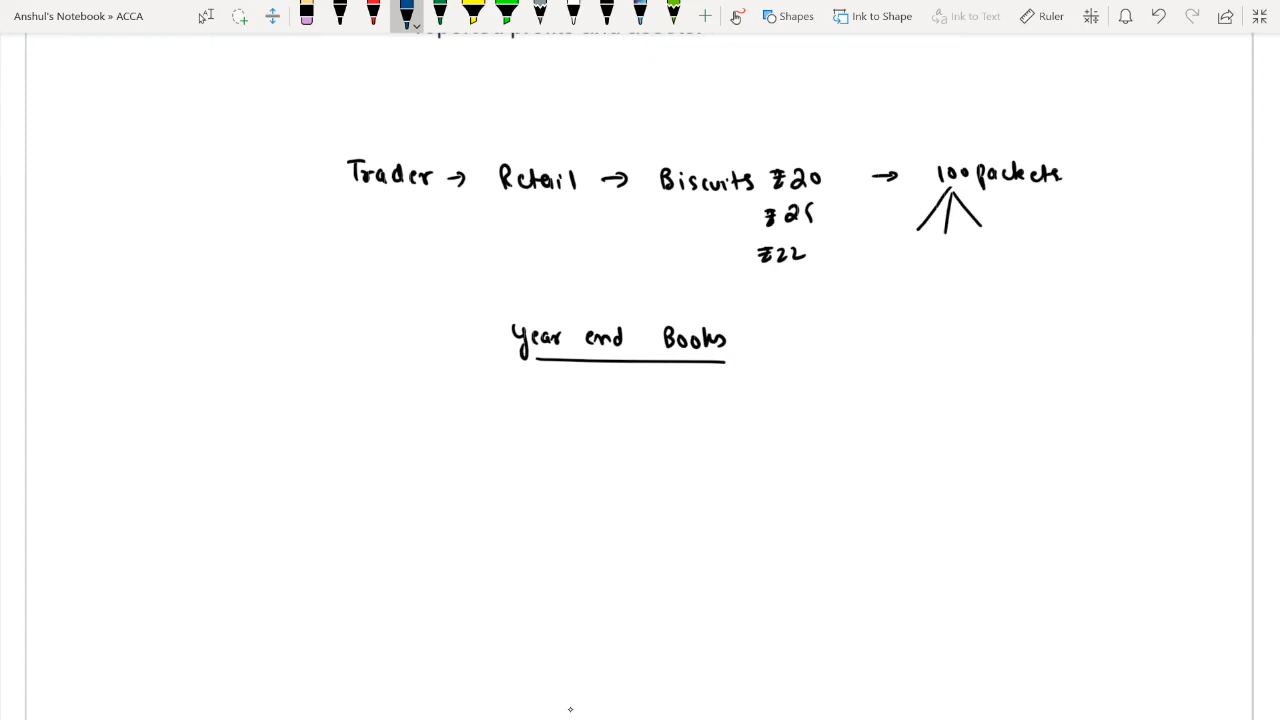 Anshul's Notebook » ACCA
Shapes
Ink to Shape
Ink to Text
Ruler
Trader → Retail → Biscuits ₹20 → 100 packets
₹25
₹22
Year end Books